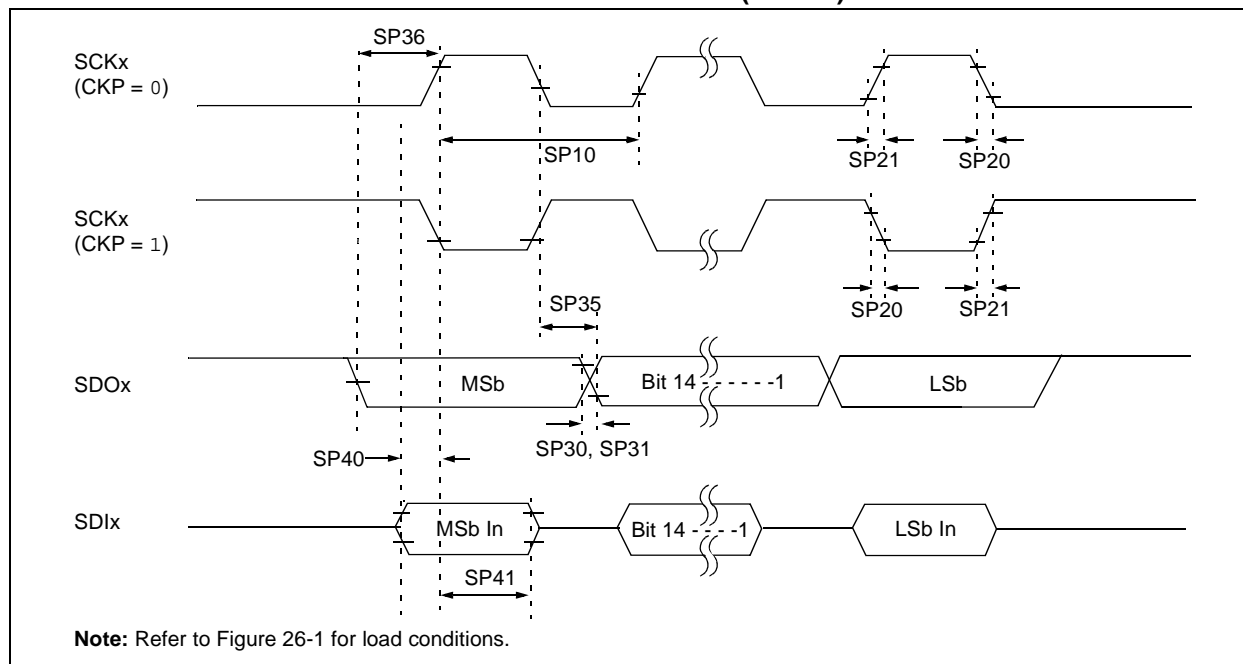 SP36
SCKx
(CKP = 0)
SP10
SP21
SP20
SCKx
(CKP = 1)
SP35
SP20
SP21
SDOx
MSb
Bit 14 - - - - - -1
LSb
SP40
SP30, SP31
SDIx
MSb In
Bit 14 - - - - -1
LSb In
SP41
Note: Refer to Figure 26-1 for load conditions.